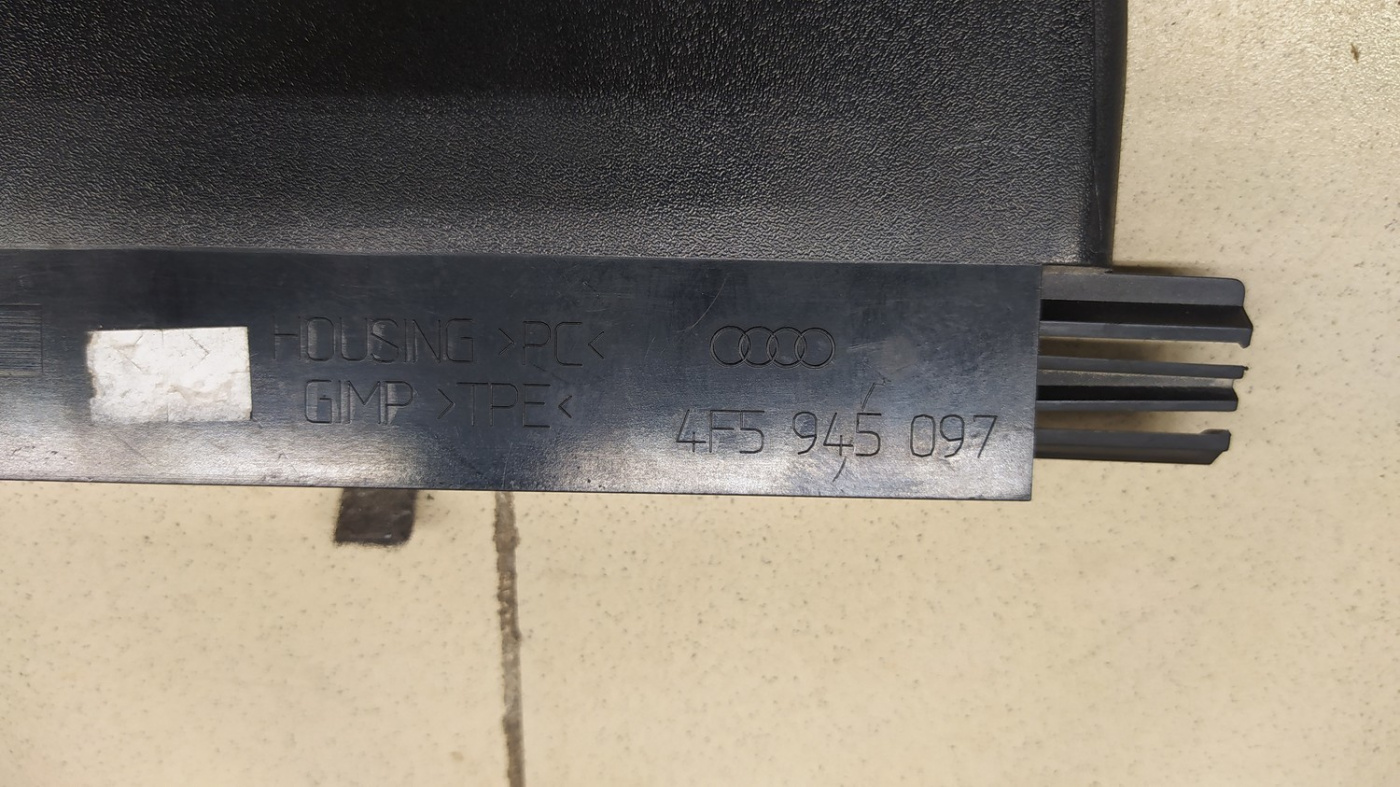 HOUSING >PC<
GIMP >TPE<
4F5 945 097